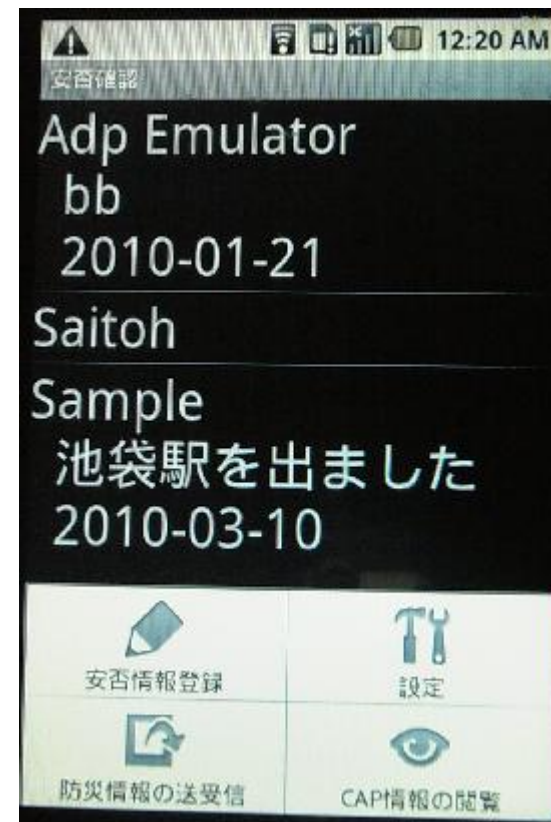 12:20 AM
安否確認
Adp Emulator
bb
2010-01-21
Saitoh
Sample
池袋駅を出ました
2010-03-10
安否情報登録
設定
防災情報の送受信
CAP情報の閲覧